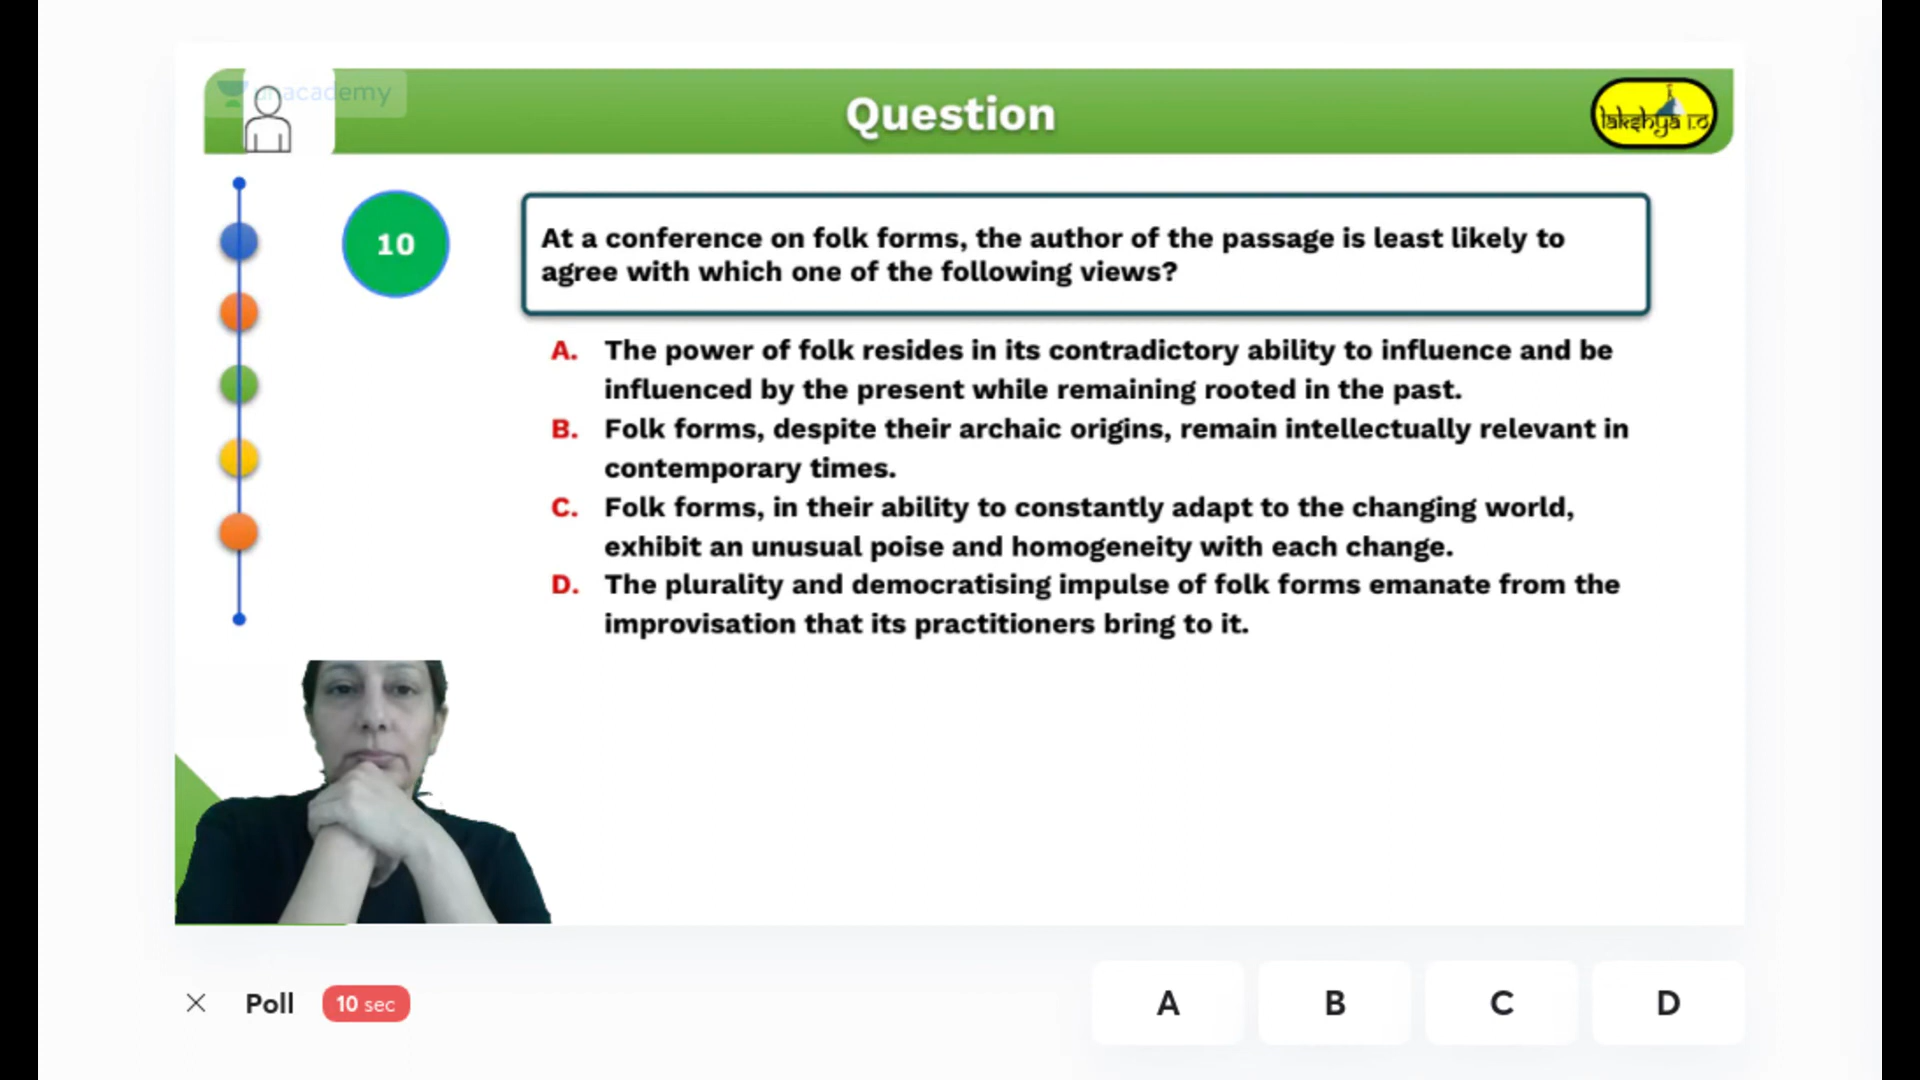 unacademy
Question
lakshya 1.0
10
At a conference on folk forms, the author of the passage is least likely to
agree with which one of the following views?
A. The power of folk resides in its contradictory ability to influence and be
influenced by the present while remaining rooted in the past.
B. Folk forms, despite their archaic origins, remain intellectually relevant in
contemporary times.
C. Folk forms, in their ability to constantly adapt to the changing world,
exhibit an unusual poise and homogeneity with each change.
D. The plurality and democratising impulse of folk forms emanate from the
improvisation that its practitioners bring to it.
Poll 10 sec A B C D